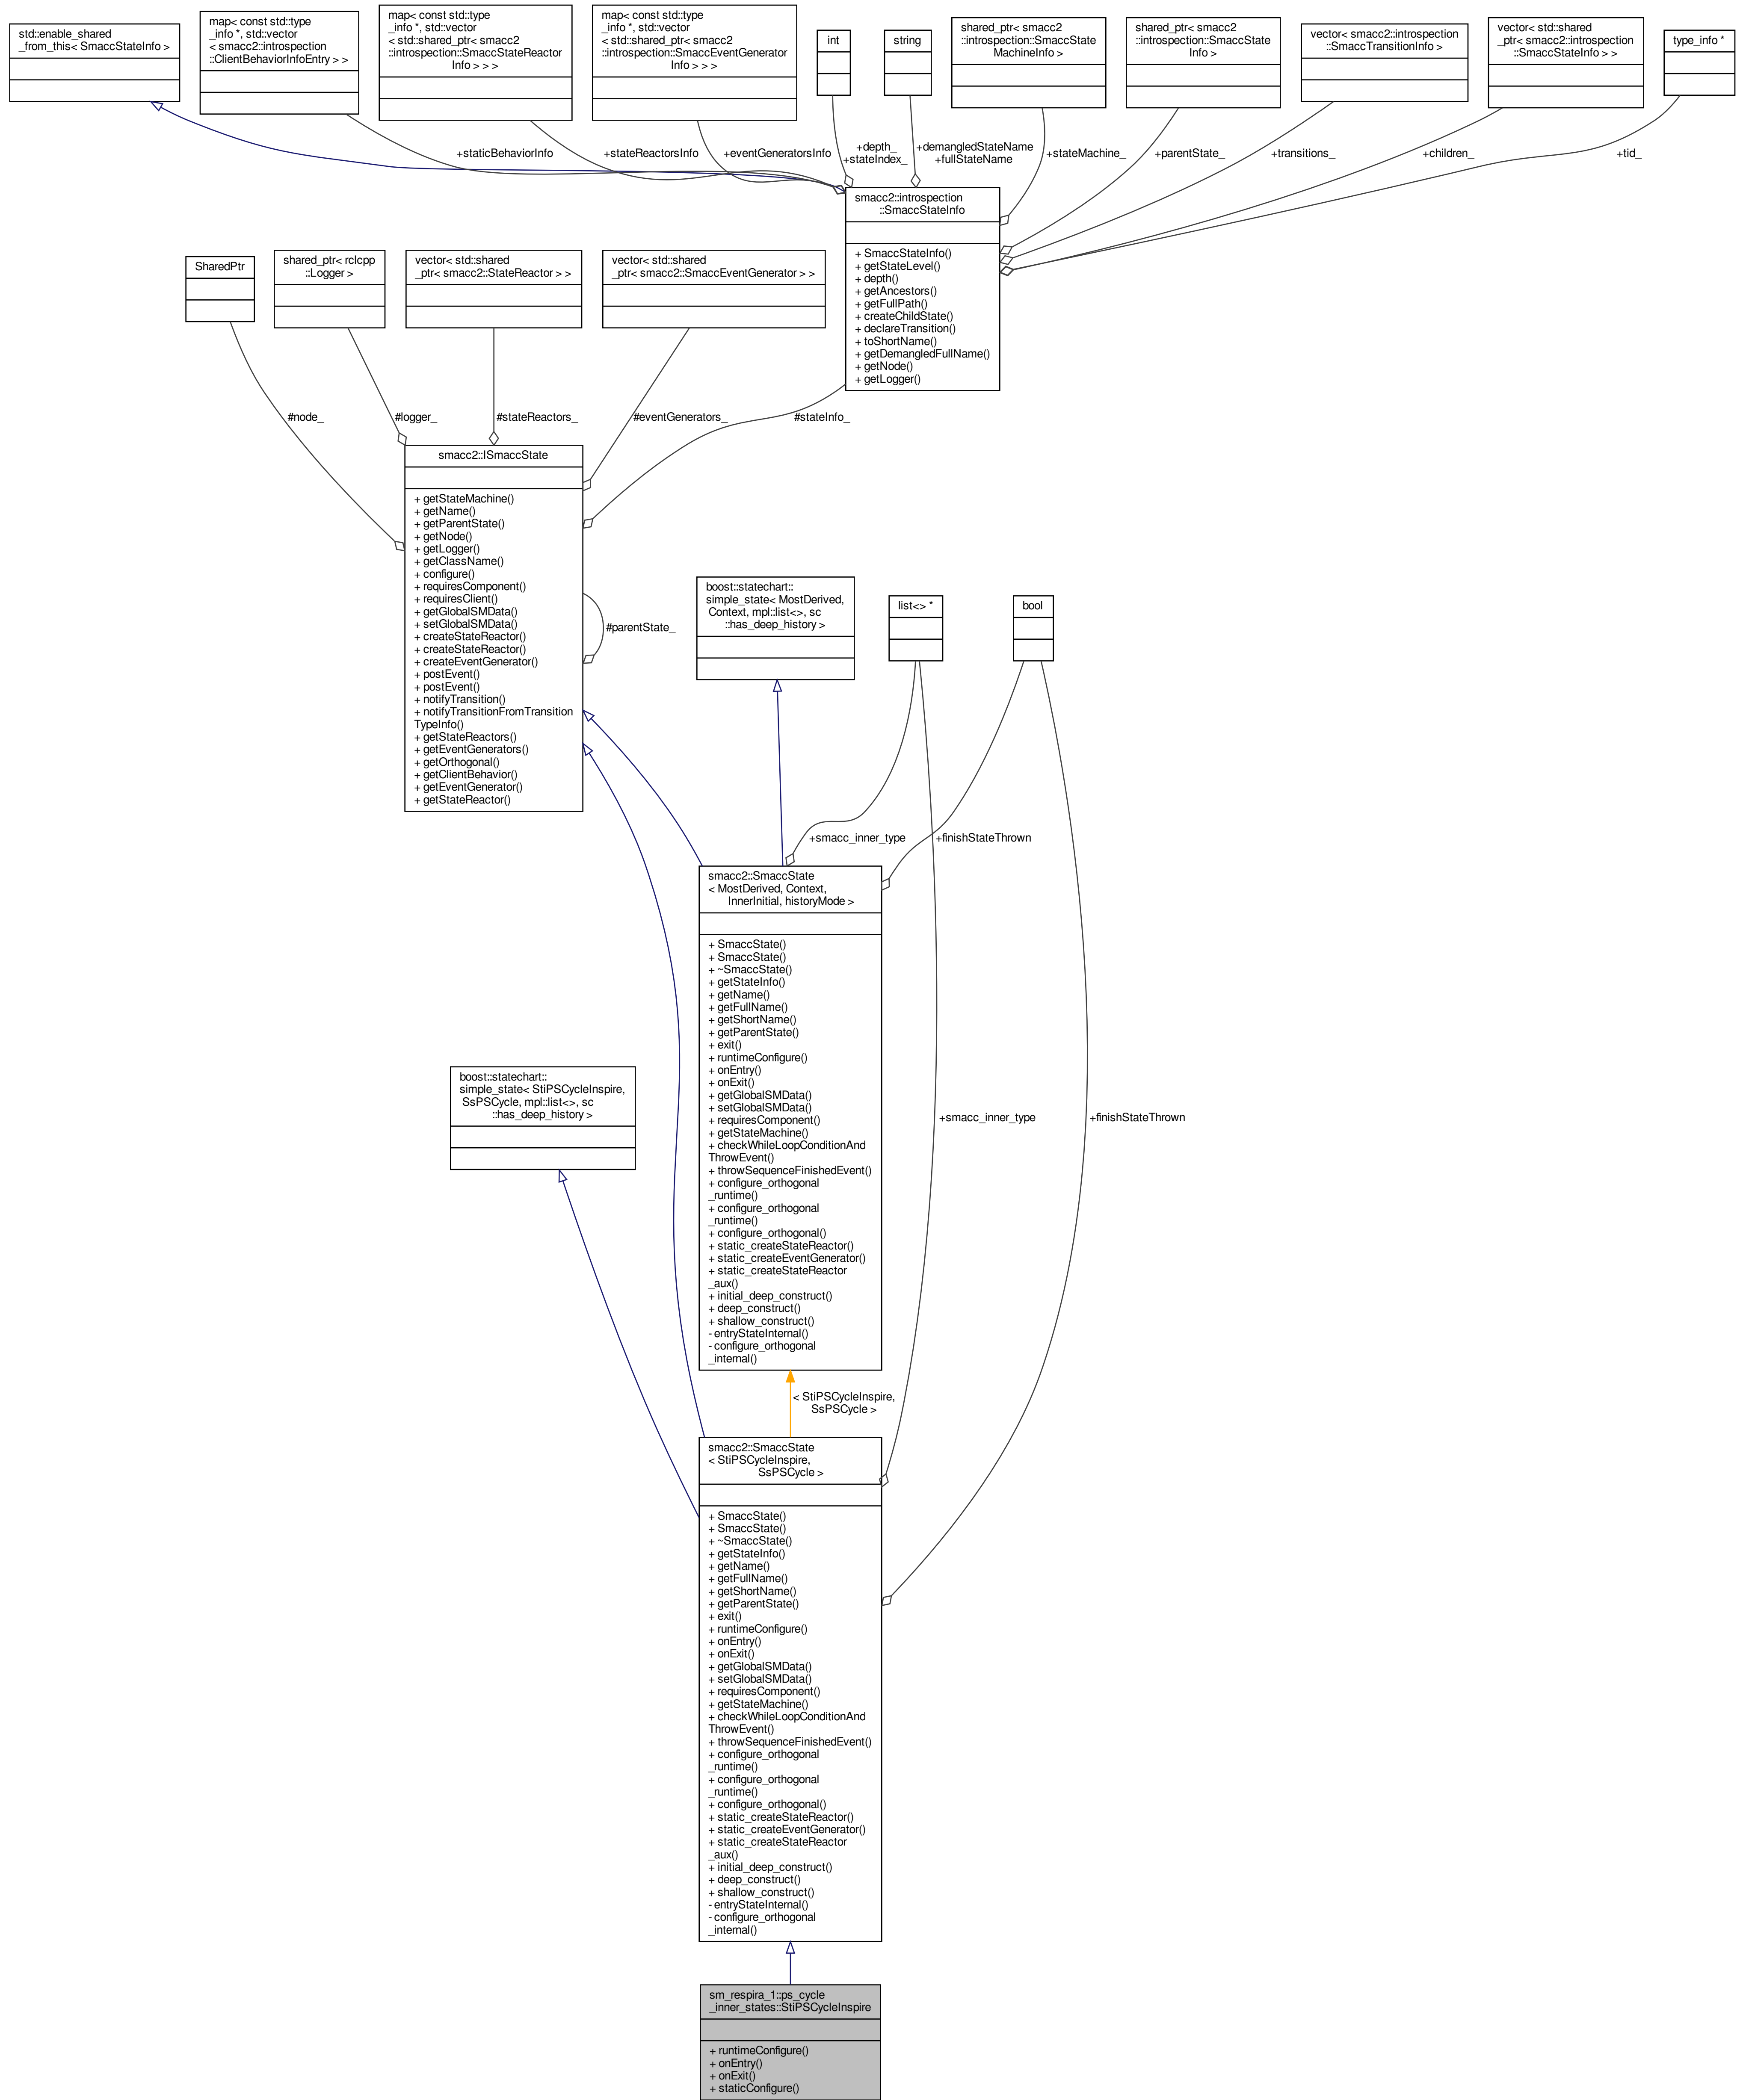 std::enable_shared
_from_this< SmaccStateInfo >
map< const std::type
_info *, std::vector
< smacc2::introspection
::ClientBehaviorInfoEntry > >
map< const std::type
_info *, std::vector
< std::shared_ptr< smacc2
::introspection::SmaccStateReactor
Info > > >
map< const std::type
_info *, std::vector
< std::shared_ptr< smacc2
::introspection::SmaccEventGenerator
Info > > >
int
string
shared_ptr< smacc2
::introspection::SmaccState
MachineInfo >
shared_ptr< smacc2
::introspection::SmaccState
Info >
vector< smacc2::introspection
::SmaccTransitionInfo >
vector< std::shared
_ptr< smacc2::introspection
::SmaccStateInfo > >
type_info *
+staticBehaviorInfo
+stateReactorsInfo
+eventGeneratorsInfo
+depth_
+stateIndex_
+demangledStateName
+fullStateName
+stateMachine_
+parentState_
+transitions_
+children_
+tid_
smacc2::introspection
::SmaccStateInfo
+ SmaccStateInfo()
+ getStateLevel()
+ depth()
+ getAncestors()
+ getFullPath()
+ createChildState()
+ declareTransition()
+ toShortName()
+ getDemangledFullName()
+ getNode()
+ getLogger()
SharedPtr
shared_ptr< rclcpp
::Logger >
vector< std::shared
_ptr< smacc2::StateReactor > >
vector< std::shared
_ptr< smacc2::SmaccEventGenerator > >
#node_
#logger_
#stateReactors_
#eventGenerators_
#stateInfo_
smacc2::ISmaccState
+ getStateMachine()
+ getName()
+ getParentState()
+ getNode()
+ getLogger()
+ getClassName()
+ configure()
+ requiresComponent()
+ requiresClient()
+ getGlobalSMData()
+ setGlobalSMData()
+ createStateReactor()
+ createStateReactor()
+ createEventGenerator()
+ postEvent()
+ postEvent()
+ notifyTransition()
+ notifyTransitionFromTransition
TypeInfo()
+ getStateReactors()
+ getEventGenerators()
+ getOrthogonal()
+ getClientBehavior()
+ getEventGenerator()
+ getStateReactor()
#parentState_
boost::statechart::
simple_state< MostDerived,
Context, mpl::list<>, sc
::has_deep_history >
list<> *
bool
+smacc_inner_type
+finishStateThrown
smacc2::SmaccState
< MostDerived, Context,
InnerInitial, historyMode >
+ SmaccState()
+ SmaccState()
+ ~SmaccState()
+ getStateInfo()
+ getName()
+ getFullName()
+ getShortName()
+ getParentState()
+ exit()
+ runtimeConfigure()
+ onEntry()
+ onExit()
+ getGlobalSMData()
+ setGlobalSMData()
+ requiresComponent()
+ getStateMachine()
+ checkWhileLoopConditionAnd
ThrowEvent()
+ throwSequenceFinishedEvent()
+ configure_orthogonal
_runtime()
+ configure_orthogonal
_runtime()
+ configure_orthogonal()
+ static_createStateReactor()
+ static_createEventGenerator()
+ static_createStateReactor
_aux()
+ initial_deep_construct()
+ deep_construct()
+ shallow_construct()
- entryStateInternal()
- configure_orthogonal
_internal()
boost::statechart::
simple_state< StiPSCycleInspire,
SsPSCycle, mpl::list<>, sc
::has_deep_history >
+smacc_inner_type
+finishStateThrown
< StiPSCycleInspire,
SsPSCycle >
smacc2::SmaccState
< StiPSCycleInspire,
SsPSCycle >
+ SmaccState()
+ SmaccState()
+ ~SmaccState()
+ getStateInfo()
+ getName()
+ getFullName()
+ getShortName()
+ getParentState()
+ exit()
+ runtimeConfigure()
+ onEntry()
+ onExit()
+ getGlobalSMData()
+ setGlobalSMData()
+ requiresComponent()
+ getStateMachine()
+ checkWhileLoopConditionAnd
ThrowEvent()
+ throwSequenceFinishedEvent()
+ configure_orthogonal
_runtime()
+ configure_orthogonal
_runtime()
+ configure_orthogonal()
+ static_createStateReactor()
+ static_createEventGenerator()
+ static_createStateReactor
_aux()
+ initial_deep_construct()
+ deep_construct()
+ shallow_construct()
- entryStateInternal()
- configure_orthogonal
_internal()
sm_respira_1::ps_cycle
_inner_states::StiPSCycleInspire
+ runtimeConfigure()
+ onEntry()
+ onExit()
+ staticConfigure()